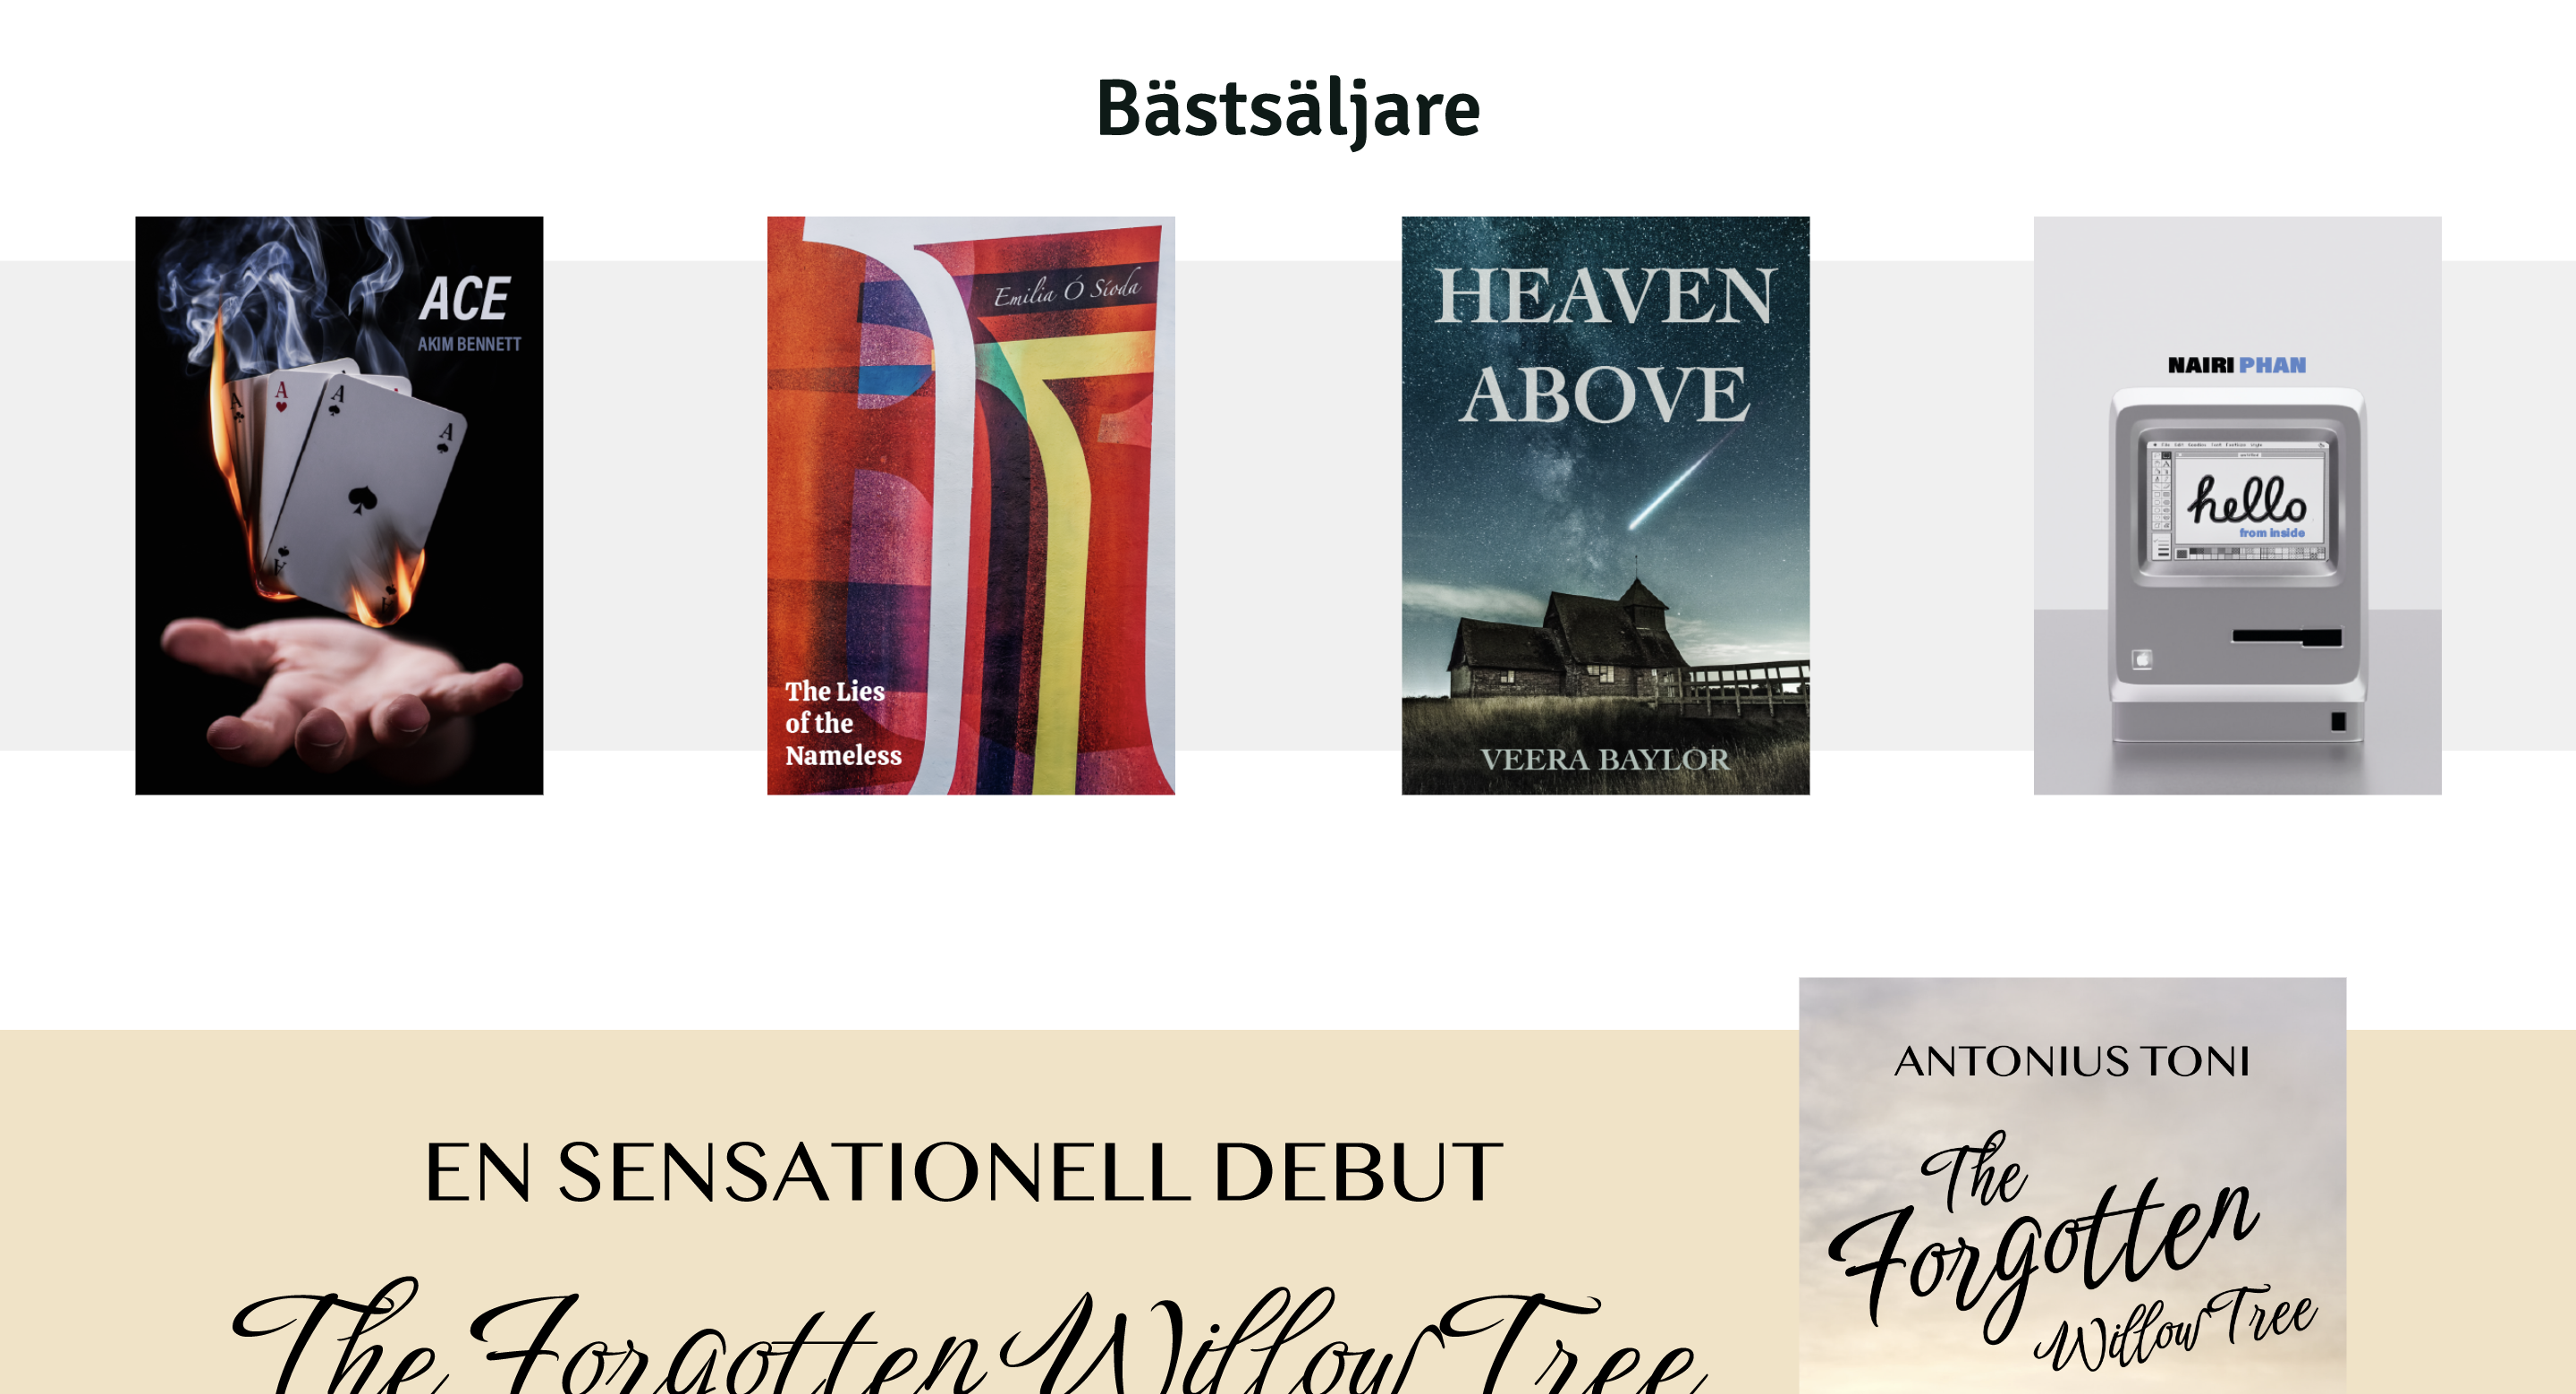 Bästsäljare
ACE
AKIM BENNETT
A
A
A
A
Emilia Ó Síoda
The Lies
of the
Nameless
HEAVEN
ABOVE
VEERA BAYLOR
NAIRI PHAN
hello
from inside
EN SENSATIONELL DEBUT
The Forgotten Willow Tree
ANTONIUS TONI
The
Forgotten
Willow Tree